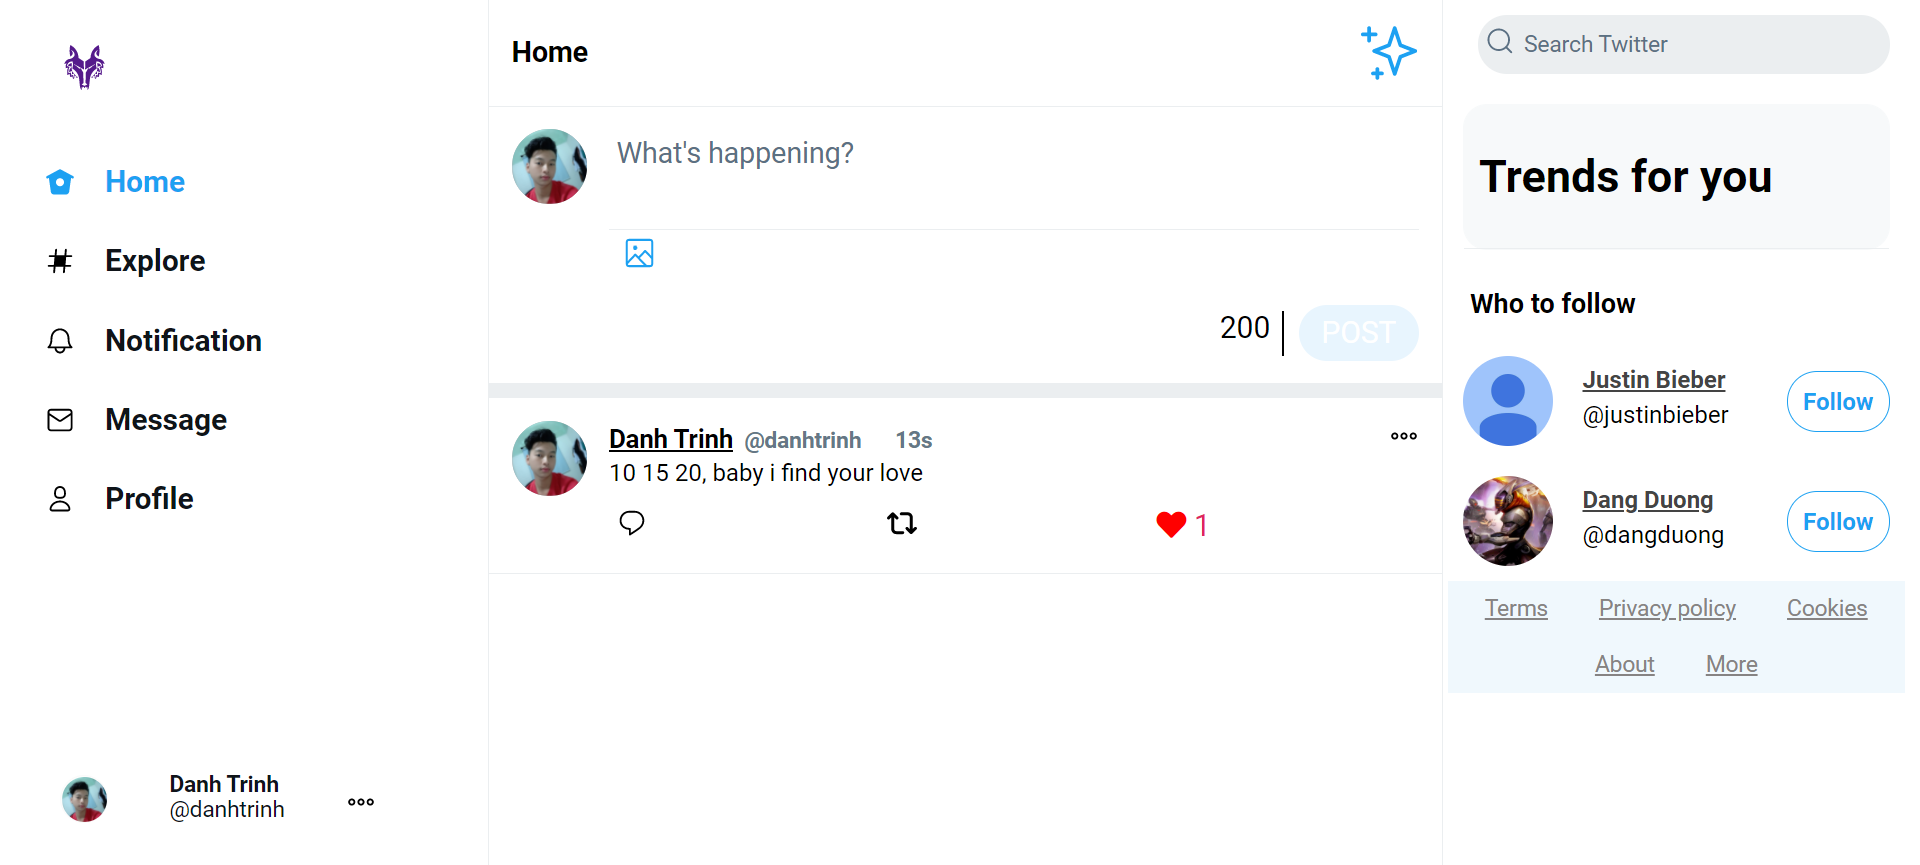 Home
Explore
Notification
Message
Profile
Danh Trinh
@danhtrinh
Home
What's happening?
200
POST
Danh Trinh @danhtrinh 13s
10 15 20, baby i find your love
1
Search Twitter
Trends for you
Who to follow
Justin Bieber
@justinbieber
Follow
Dang Duong
@dangduong
Follow
Terms Privacy policy Cookies
About More